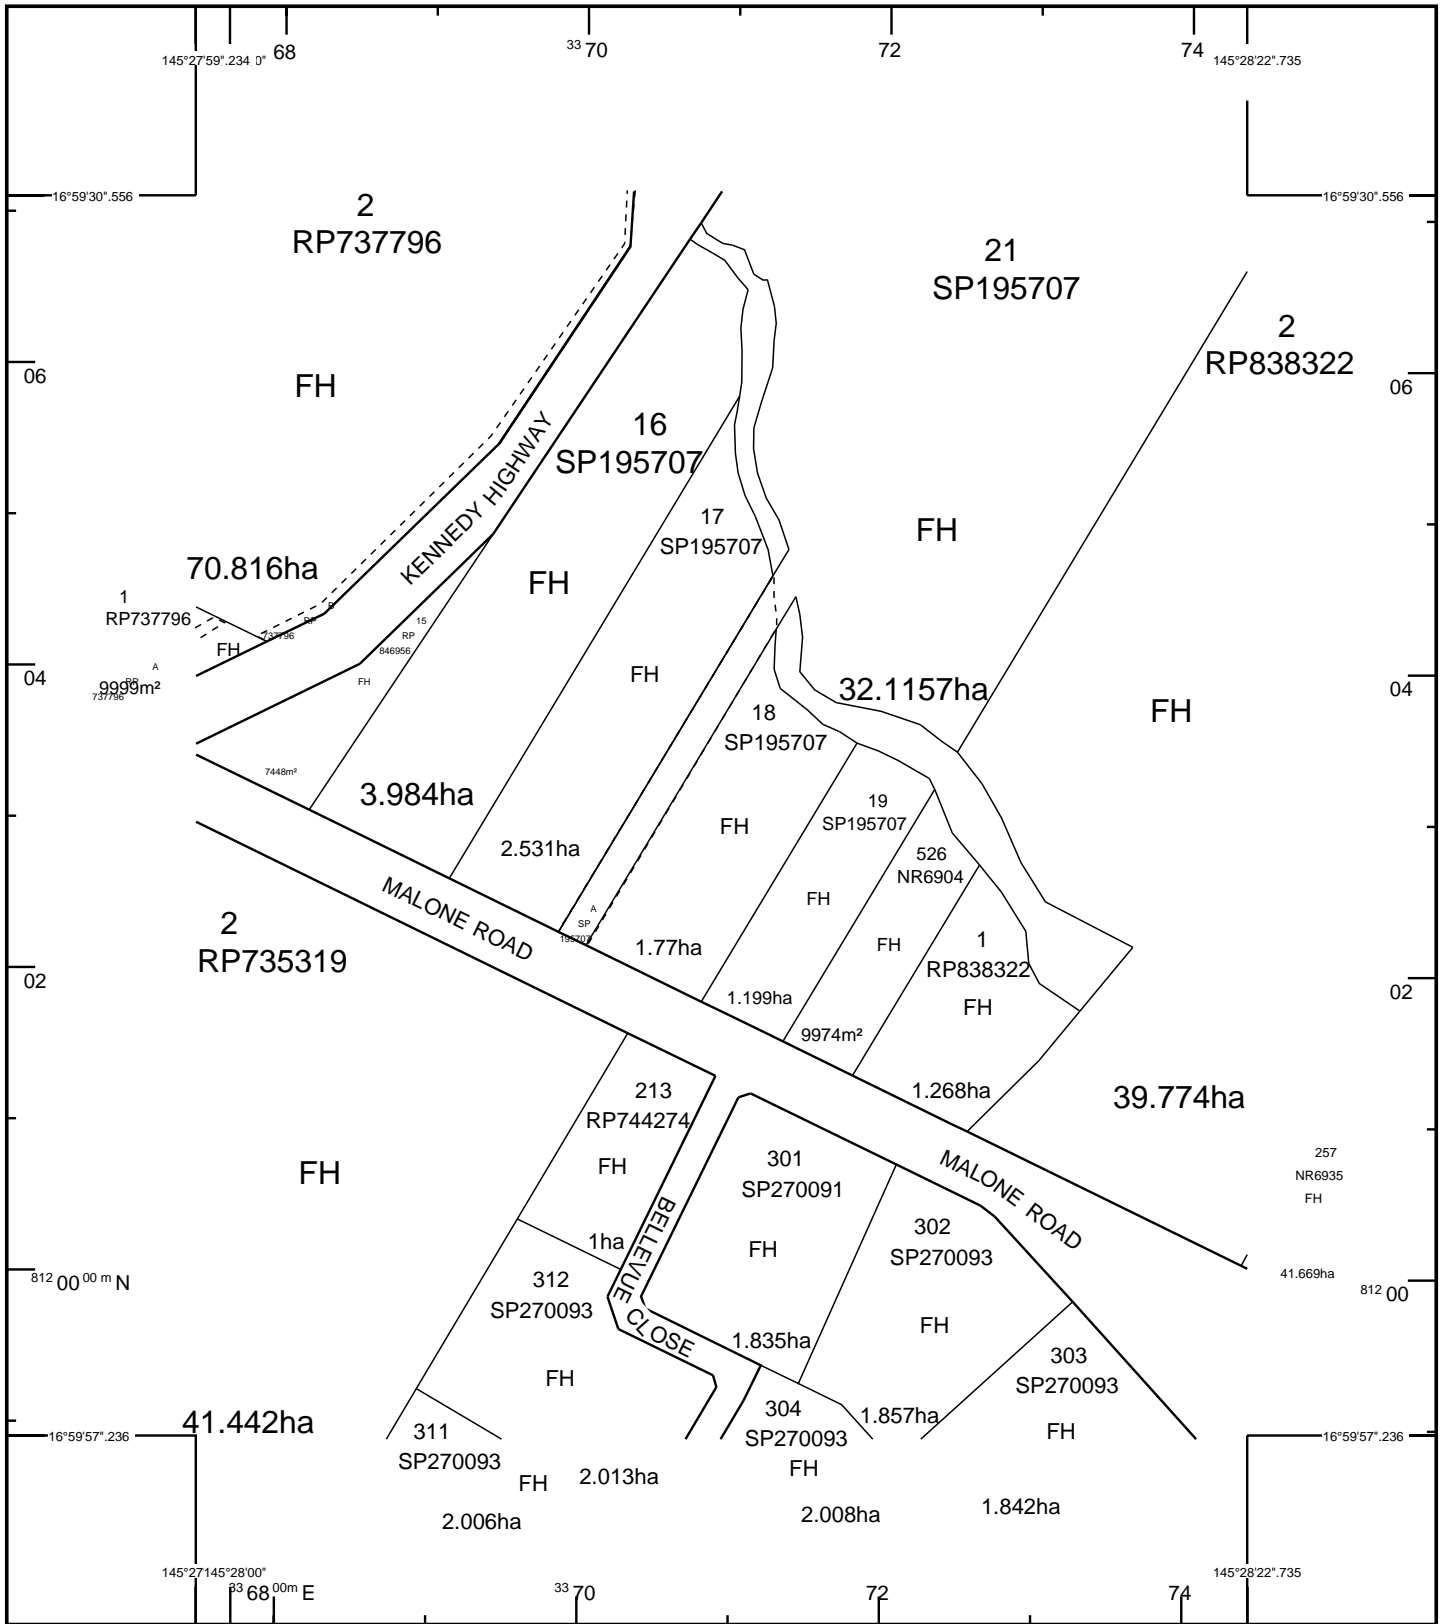 68
33 70
72
74
145°27'59".234 0"
145°28'22".735
16°59'30".556
16°59'30".556
2
RP737796
21
SP195707
2
RP838322
06
06
FH
16
SP195707
KENNEDY HIGHWAY
17
SP195707
FH
70.816ha
FH
1
RP737796
B
RP
737796
15
RP
846956
FH
FH
FH
A
RP
737796
9999m²
04
04
32.1157ha
FH
18
SP195707
7448m²
3.984ha
19
SP195707
FH
2.531ha
526
NR6904
MALONE ROAD
FH
A
SP
195707
2
RP735319
1.77ha
FH
1
RP838322
02
02
1.199ha
FH
9974m²
213
RP744274
1.268ha
39.774ha
FH
FH
301
SP270091
MALONE ROAD
257
NR6935
FH
BELLEVUE CLOSE
302
SP270093
1ha
FH
312
SP270093
41.669ha
812 00 00 m N
812 00
FH
1.835ha
303
SP270093
FH
304
SP270093
1.857ha
41.442ha
311
SP270093
FH
16°59'57".236
16°59'57".236
FH
FH
2.013ha
2.006ha
2.008ha
1.842ha
145°27'145°28'00"
145°28'22".735
33 68 00m E
33 70
72
74